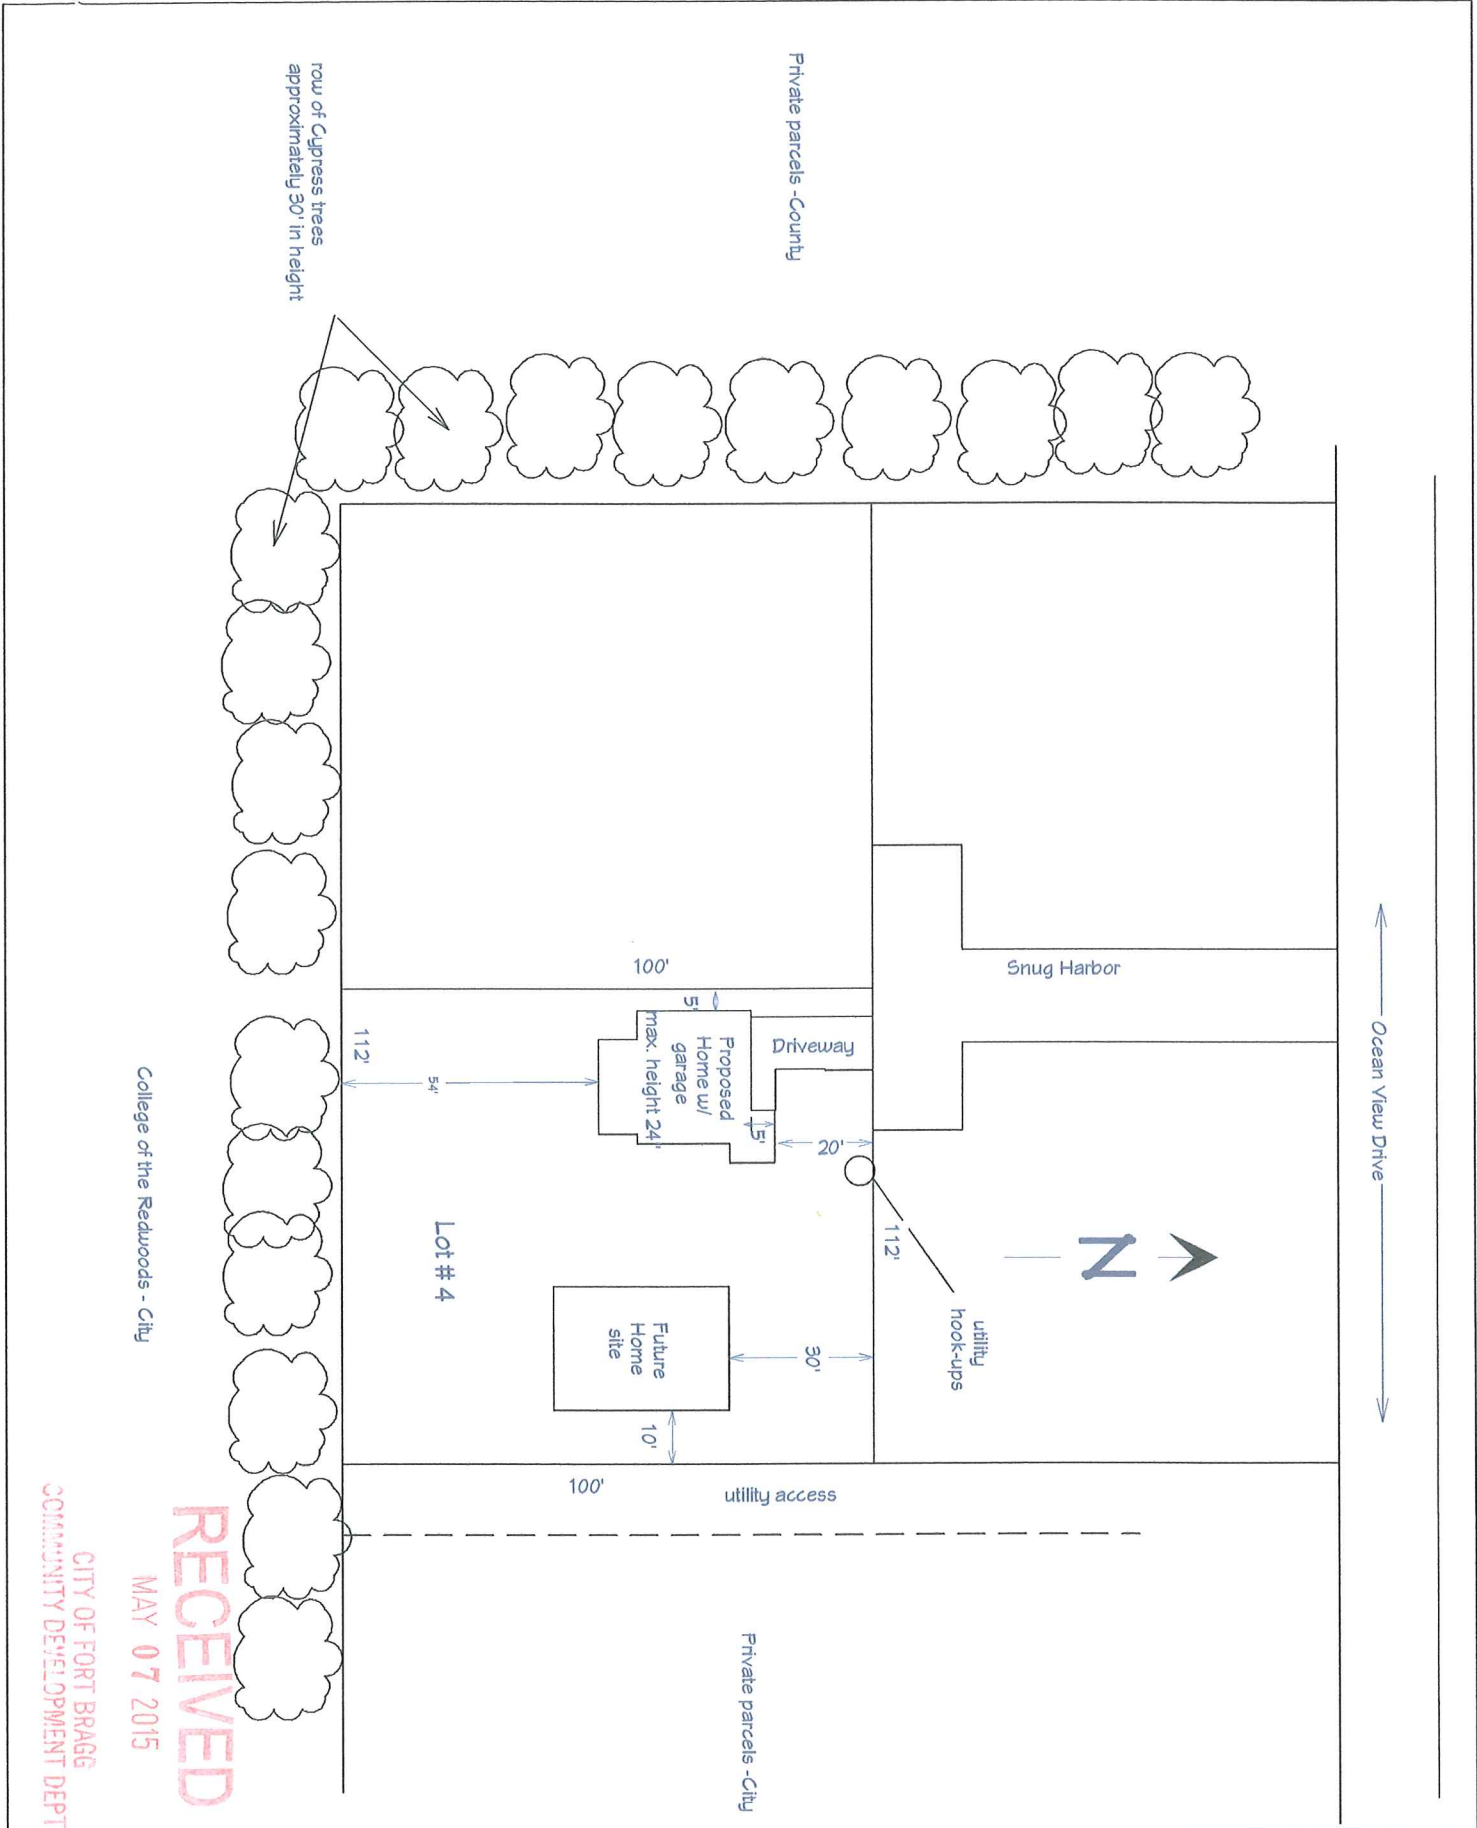 Ocean View Drive
Private parcels -County
row of Cypress trees
approximately 30' in height
Snug Harbor
utility
hook-ups
112'
100'
5'
Driveway
20'
5'
Proposed
Home w/
garage
max. height 24'
30'
Future
Home
site
10'
54'
112'
Lot # 4
100'
utility access
N
Private parcels -City
College of the Redwoods - City
RECEIVED
MAY 07 2015
CITY OF FORT BRAGG
COMMUNITY DEVELOPMENT DEPT